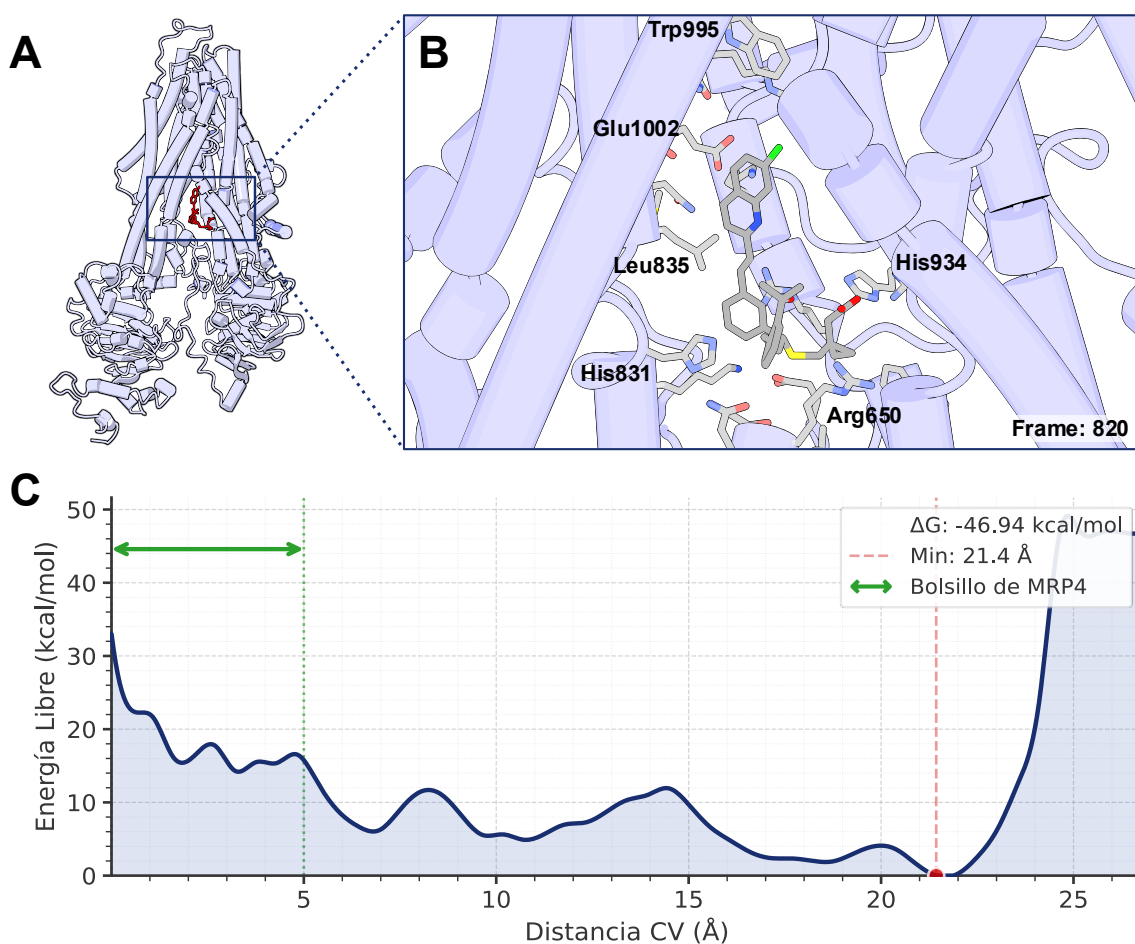 A
B
Trp995
Glu1002
Leu835
His934
His831
Arg650
Frame: 820
C
Energía Libre (kcal/mol)
50
40
30
20
10
0
ΔG: -46.94 kcal/mol
Min: 21.4 Å
Bolsillo de MRP4
5
10
15
20
25
Distancia CV (Å)